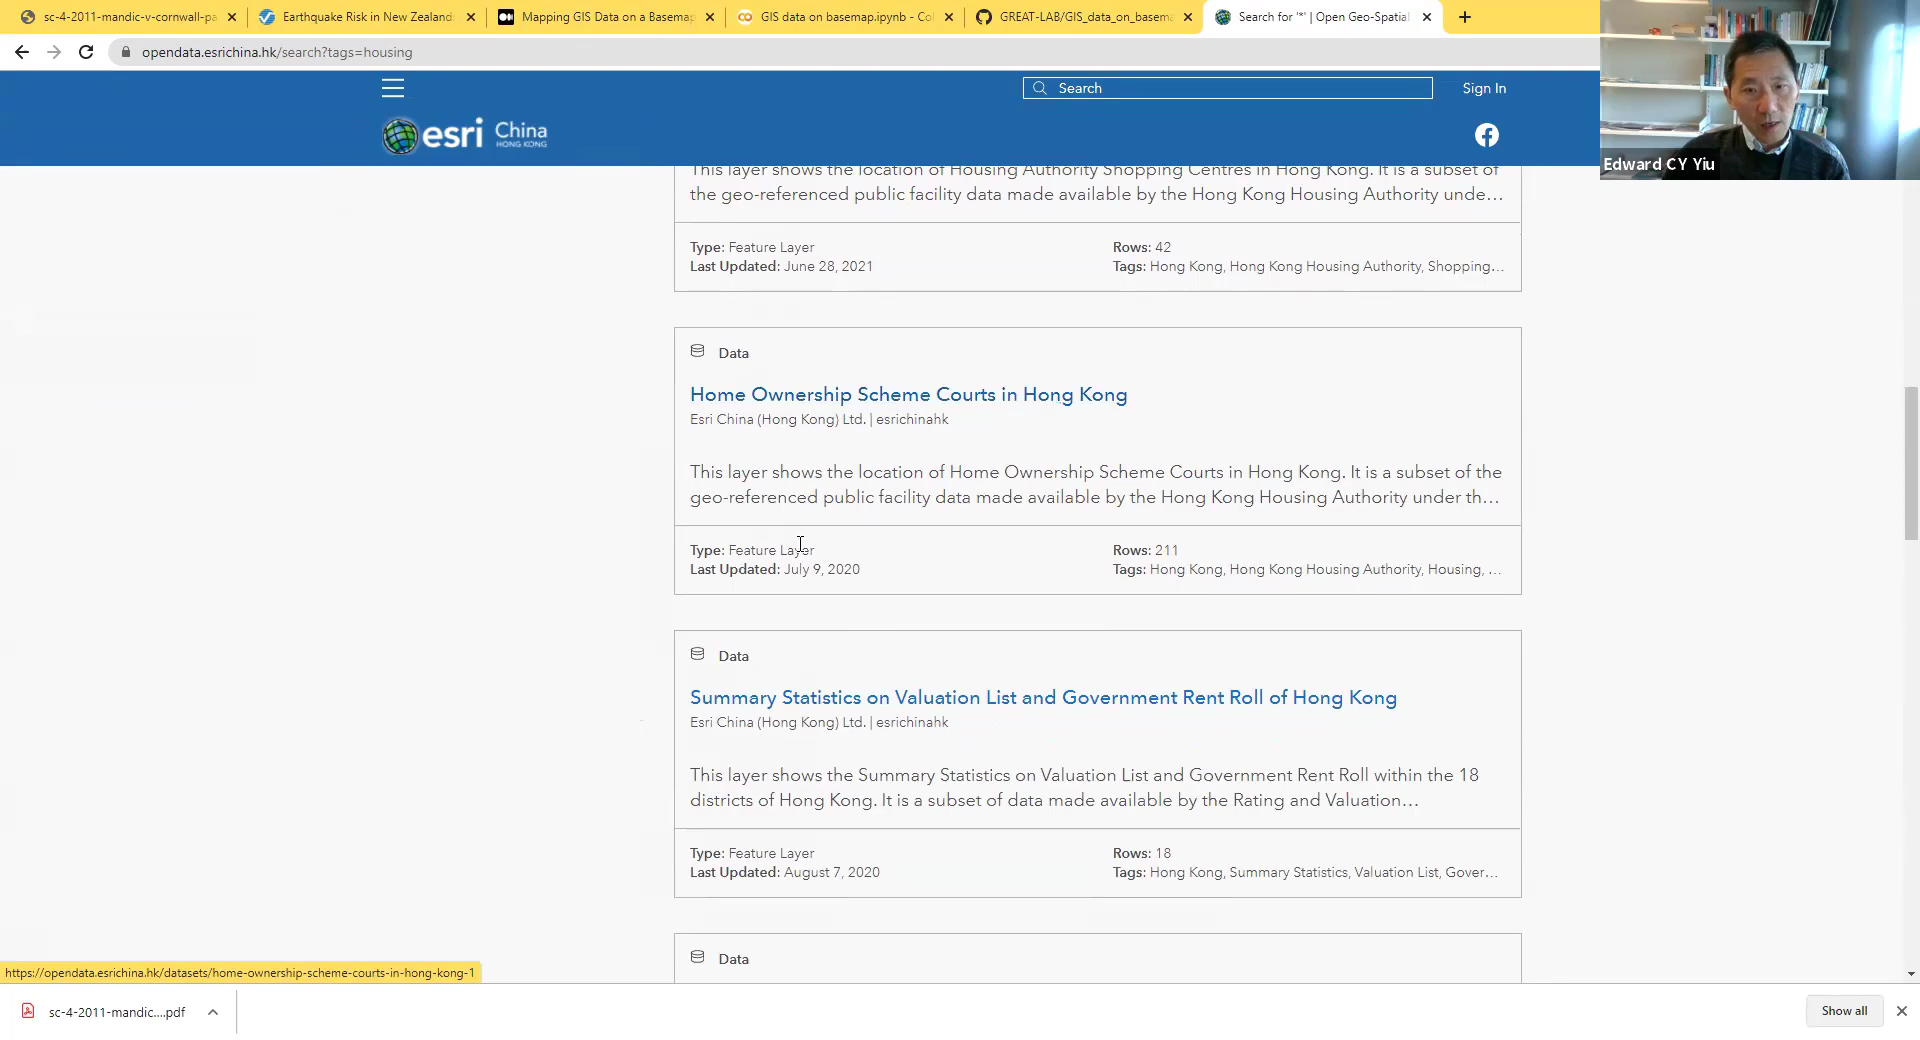 sc-4-2011-mandic-v-cornwall-pa
Earthquake Risk in New Zealand
Mapping GIS Data on a Basemap
GIS data on basemap.ipynb - Col
GREAT-LAB/GIS_data_on_basema
Search for '*' | Open Geo-Spatial
opendata.esrichina.hk/search?tags=housing
Search
Sign In
esri China
HONG KONG
Edward CY Yiu
This layer shows the location of Housing Authority Shopping Centres in Hong Kong. It is a subset of
the geo-referenced public facility data made available by the Hong Kong Housing Authority unde...
Type: Feature Layer
Rows: 42
Last Updated: June 28, 2021
Tags: Hong Kong, Hong Kong Housing Authority, Shopping...
Data
Home Ownership Scheme Courts in Hong Kong
Esri China (Hong Kong) Ltd. | esrichinahk
This layer shows the location of Home Ownership Scheme Courts in Hong Kong. It is a subset of the
geo-referenced public facility data made available by the Hong Kong Housing Authority under th...
Type: Feature Layer
Rows: 211
Last Updated: July 9, 2020
Tags: Hong Kong, Hong Kong Housing Authority, Housing, ...
Data
Summary Statistics on Valuation List and Government Rent Roll of Hong Kong
Esri China (Hong Kong) Ltd. | esrichinahk
This layer shows the Summary Statistics on Valuation List and Government Rent Roll within the 18
districts of Hong Kong. It is a subset of data made available by the Rating and Valuation...
Type: Feature Layer
Rows: 18
Last Updated: August 7, 2020
Tags: Hong Kong, Summary Statistics, Valuation List, Gover...
Data
https://opendata.esrichina.hk/datasets/home-ownership-scheme-courts-in-hong-kong-1
sc-4-2011-mandic....pdf
Show all